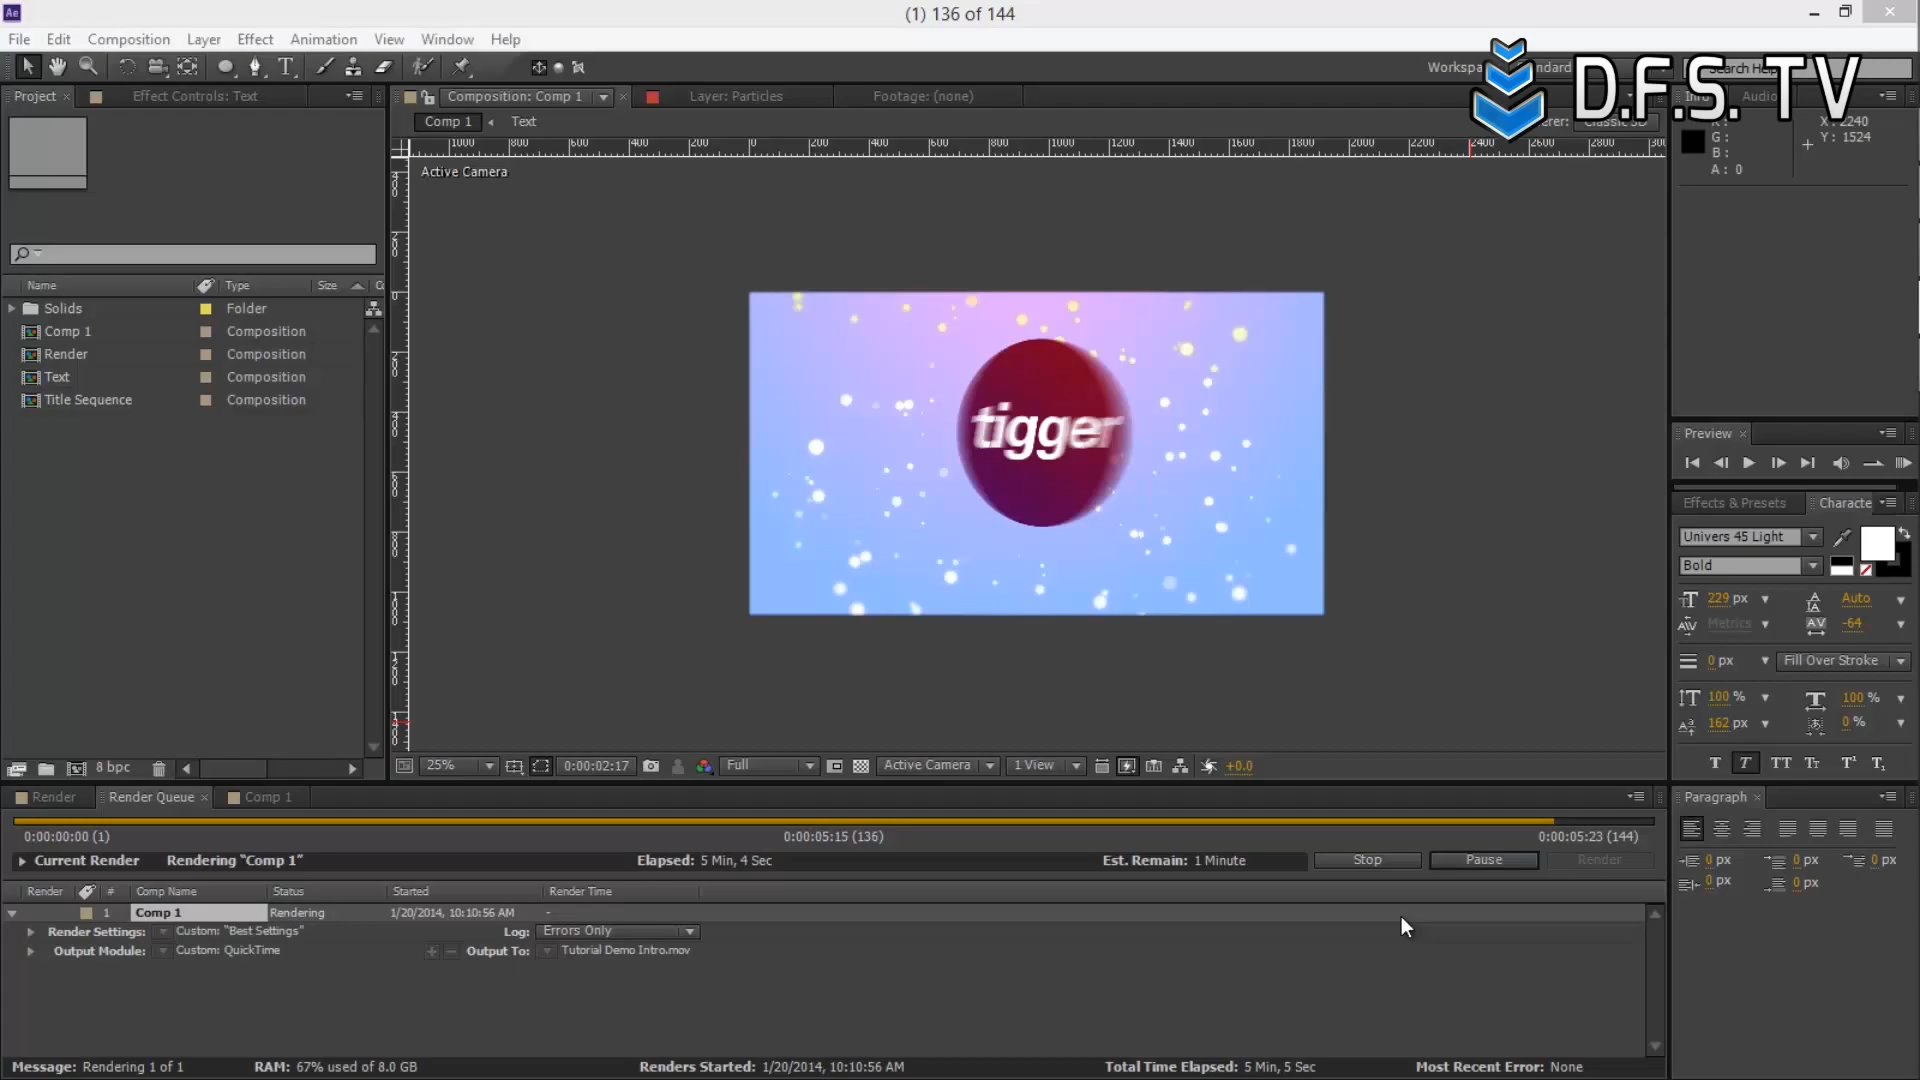 Ae
(1) 136 of 144
File Edit Composition Layer Effect Animation View Window Help
D.F.S. TV
Project
Effect Controls: Text
Composition: Comp 1
Layer: Particles
Footage: (none)
Audio
Comp 1
Text
X: 2240
Y: 1524
G:
B:
A: 0
Active Camera
Name Type Size
Solids Folder
Comp 1 Composition
Render Composition
Text Composition
Title Sequence Composition
tigger
8 bpc
25%
0:00:02:17
Full
Active Camera
1 View
+0.0
Preview
Effects & Presets
Characte
Univers 45 Light
Bold
229 px
Auto
Metrics
-64
0 px
Fill Over Stroke
100 %
100 %
162 px
0 %
Render
Render Queue
Comp 1
Paragraph
0:00:00:00 (1)
0:00:05:15 (136)
0:00:05:23 (144)
0 px
0 px
0 px
0 px
0 px
Current Render
Rendering "Comp 1"
Elapsed: 5 Min, 4 Sec
Est. Remain: 1 Minute
Stop
Pause
Render
Render # Comp Name Status Started Render Time
1 Comp 1 Rendering 1/20/2014, 10:10:56 AM -
Render Settings: Custom: "Best Settings" Log: Errors Only
Output Module: Custom: QuickTime Output To: Tutorial Demo Intro.mov
Message: Rendering 1 of 1
RAM: 67% used of 8.0 GB
Renders Started: 1/20/2014, 10:10:56 AM
Total Time Elapsed: 5 Min, 5 Sec
Most Recent Error: None